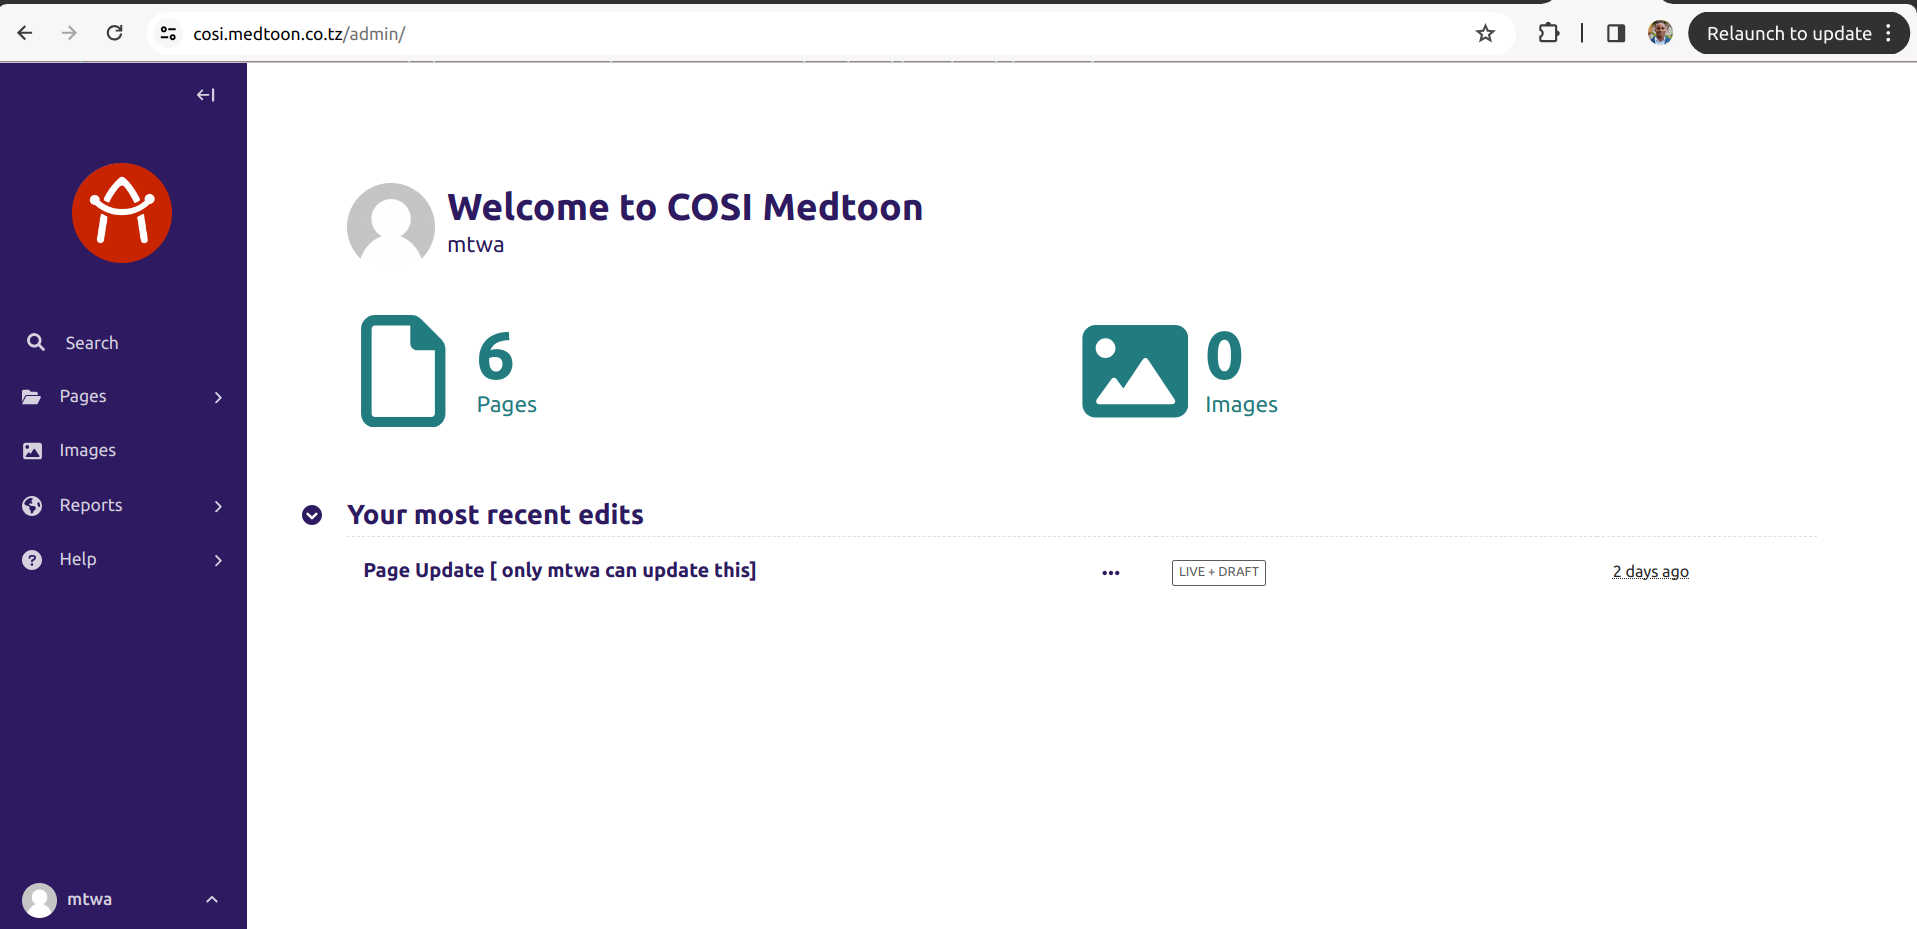 cosi.medtoon.co.tz/admin/
Relaunch to update
Welcome to COSI Medtoon
mtwa
6
Pages
0
Images
Search
Pages
Images
Reports
Help
Your most recent edits
Page Update [ only mtwa can update this]
LIVE + DRAFT
2 days ago
mtwa